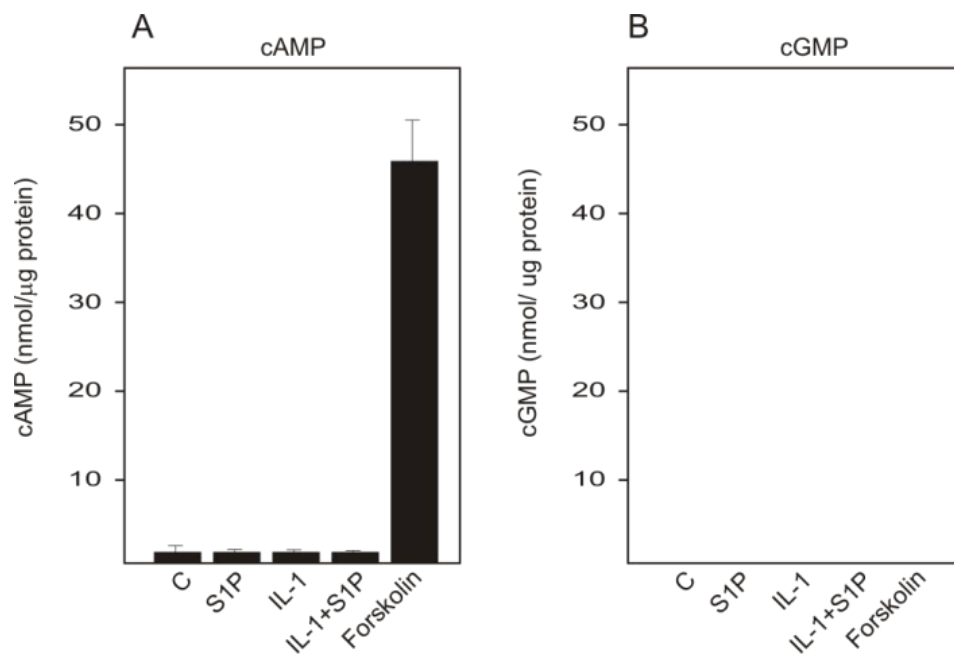 A
cAMP
cAMP (nmol/μg protein)
50
40
30
20
10
C
S1P
IL-1
IL-1+S1P
Forskolin
B
cGMP
cGMP (nmol/ ug protein)
50
40
30
20
10
C
S1P
IL-1
IL-1+S1P
Forskolin